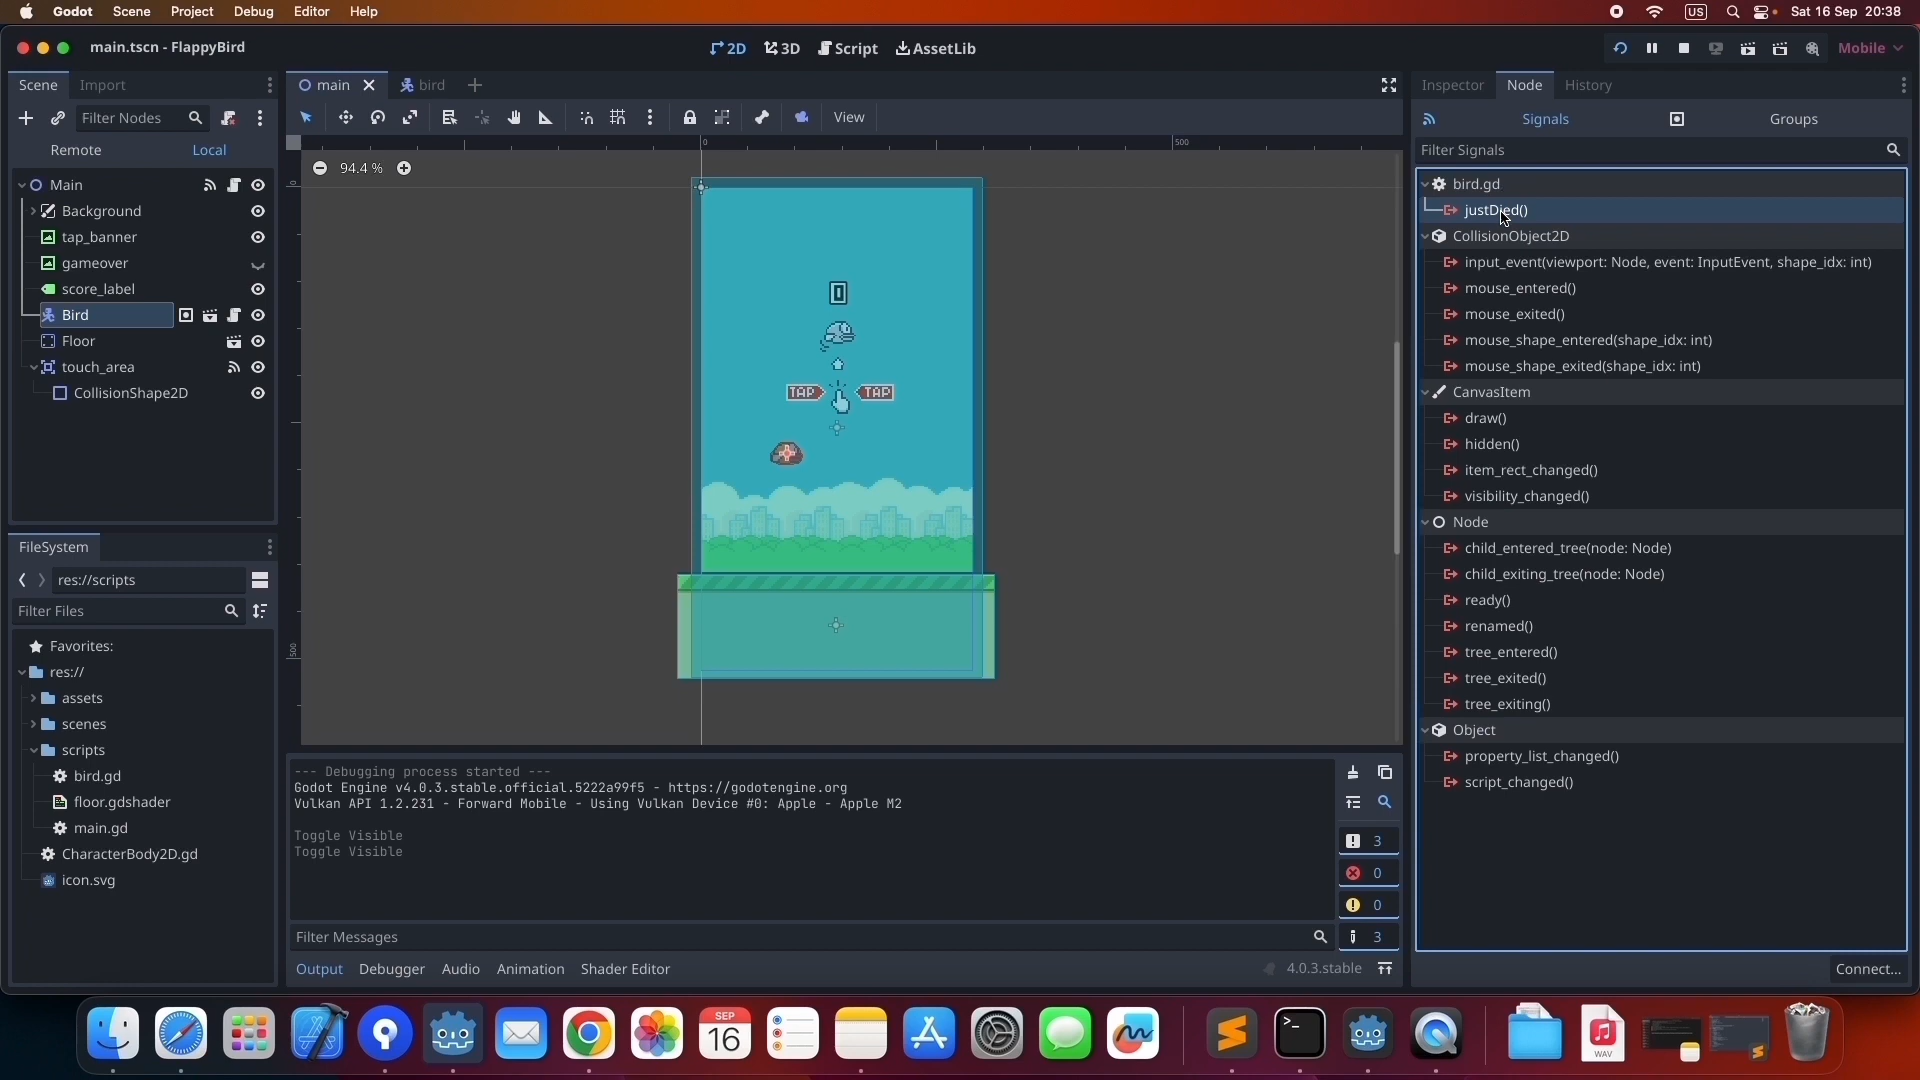 Godot Scene Project Debug Editor Help US Sat 16 Sep 20:38
main.tscn - FlappyBird
2D 3D Script AssetLib
Mobile
Scene Import
main bird
Inspector Node History
Filter Nodes
View
Signals Groups
Remote Local
0 500
Filter Signals
94.4 %
0
500
Main
Background
tap_banner
gameover
score_label
Bird
Floor
touch_area
CollisionShape2D
0
TAP TAP
FileSystem
res://scripts
Filter Files
Favorites:
res://
assets
scenes
scripts
bird.gd
floor.gdshader
main.gd
CharacterBody2D.gd
icon.svg
--- Debugging process started ---
Godot Engine v4.0.3.stable.official.5222a99f5 - https://godotengine.org
Vulkan API 1.2.231 - Forward Mobile - Using Vulkan Device #0: Apple - Apple M2
Toggle Visible
Toggle Visible
3
0
0
3
Filter Messages
Output Debugger Audio Animation Shader Editor 4.0.3.stable
bird.gd
justDied()
CollisionObject2D
input_event(viewport: Node, event: InputEvent, shape_idx: int)
mouse_entered()
mouse_exited()
mouse_shape_entered(shape_idx: int)
mouse_shape_exited(shape_idx: int)
CanvasItem
draw()
hidden()
item_rect_changed()
visibility_changed()
Node
child_entered_tree(node: Node)
child_exiting_tree(node: Node)
ready()
renamed()
tree_entered()
tree_exited()
tree_exiting()
Object
property_list_changed()
script_changed()
Connect...
SEP
16
WAV